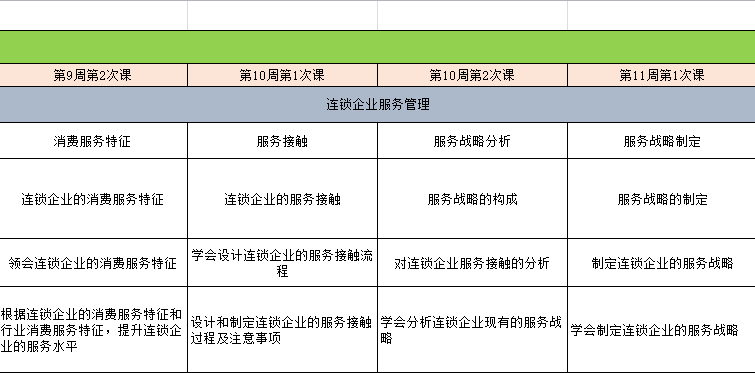 第9周第2次课
第10周第1次课
第10周第2次课
第11周第1次课
连锁企业服务管理
消费服务特征
服务接触
服务战略分析
服务战略制定
连锁企业的消费服务特征
连锁企业的服务接触
服务战略的构成
服务战略的制定
领会连锁企业的消费服务特征
学会设计连锁企业的服务接触流
程
对连锁企业服务接触的分析
制定连锁企业的服务战略
根据连锁企业的消费服务特征和
行业消费服务特征，提升连锁企
业的服务水平
设计和制定连锁企业的服务接触
过程及注意事项
学会分析连锁企业现有的服务战
略
学会制定连锁企业的服务战略